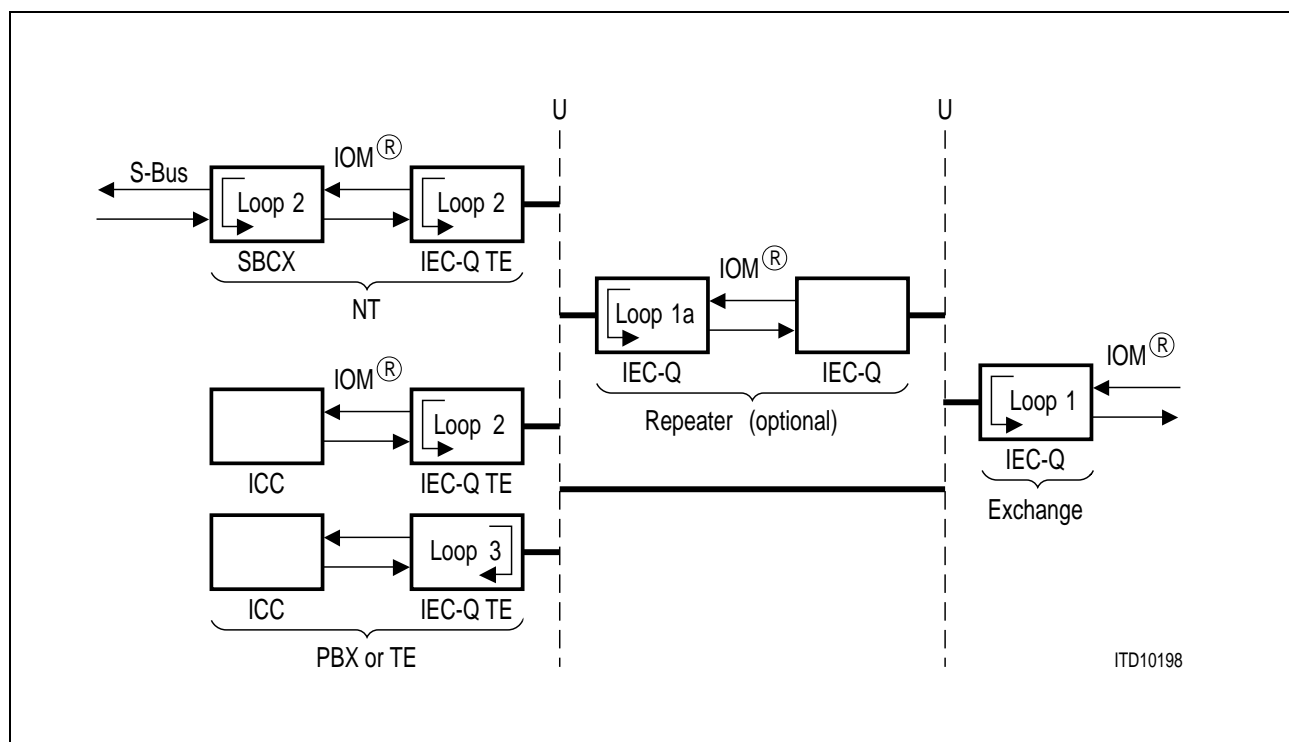 U
U
S-Bus
IOM®
Loop 2
Loop 2
SBCX
IEC-Q TE
NT
IOM®
Loop 1a
IEC-Q
IEC-Q
Repeater (optional)
IOM®
Loop 1
IEC-Q
Exchange
IOM®
Loop 2
ICC
IEC-Q TE
Loop 3
ICC
IEC-Q TE
PBX or TE
ITD10198